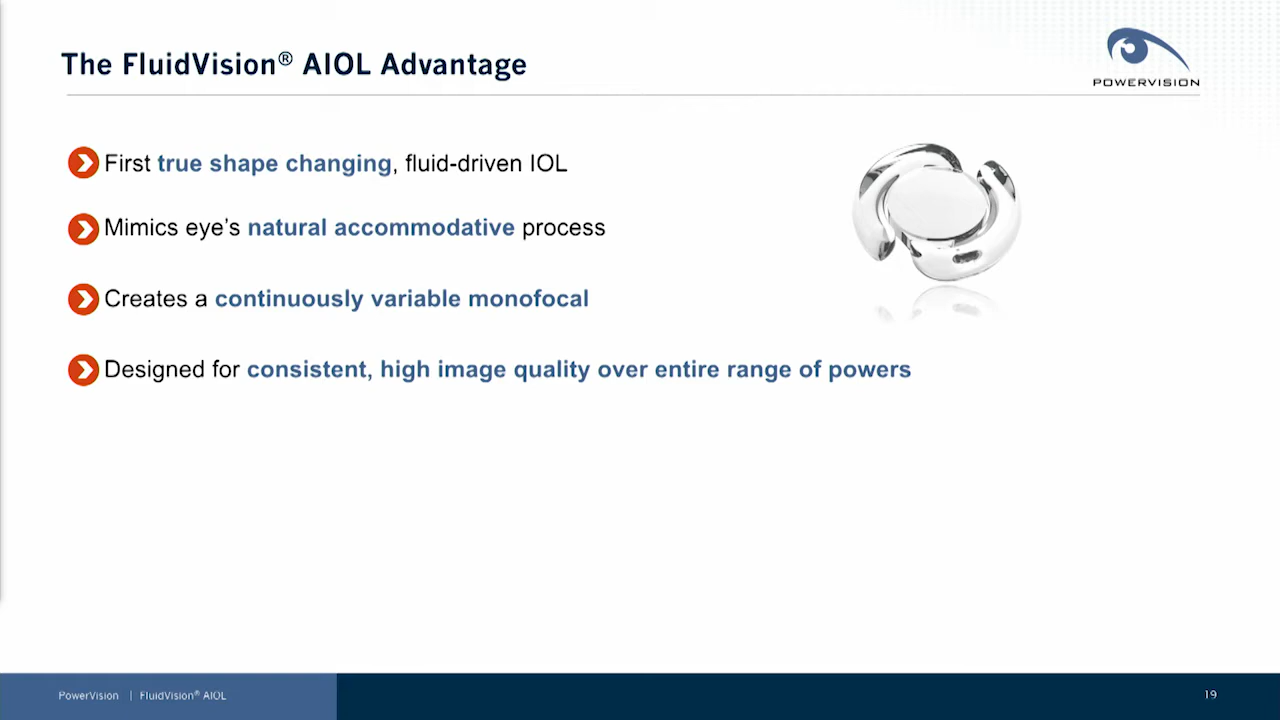 The FluidVision® AIOL Advantage
POWERVISION
First true shape changing, fluid-driven IOL
Mimics eye’s natural accommodative process
Creates a continuously variable monofocal
Designed for consistent, high image quality over entire range of powers
PowerVision | FluidVision® AIOL
19